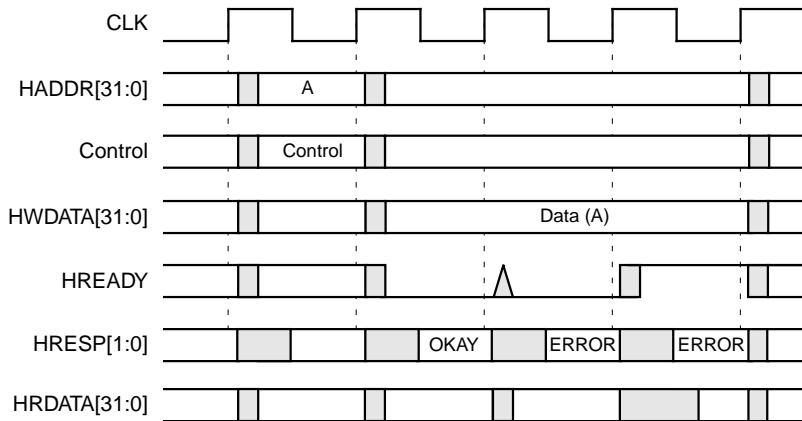 CLK
HADDR[31:0] A
Control Control
HWDATA[31:0] Data (A)
HREADY
HRESP[1:0] OKAY ERROR ERROR
HRDATA[31:0]